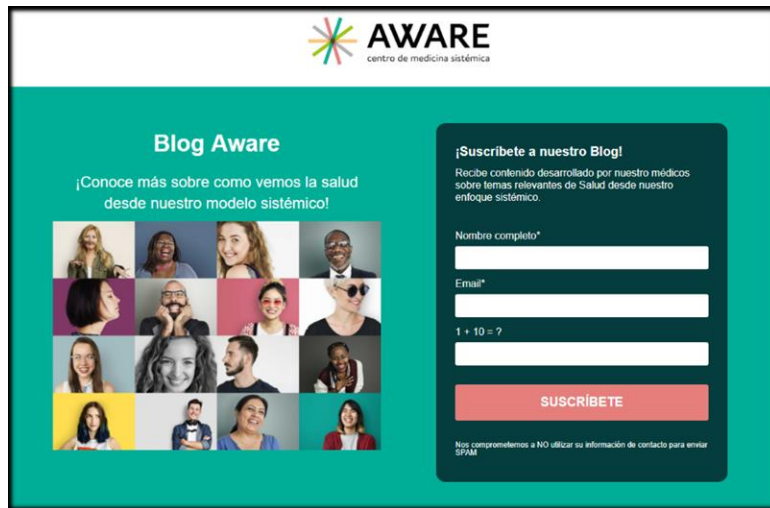 AWARE
centro de medicina sistémica
Blog Aware
¡Conoce más sobre como vemos la salud
desde nuestro modelo sistémico!
¡Suscríbete a nuestro Blog!
Recibe contenido desarrollado por nuestro médicos
sobre temas relevantes de Salud desde nuestro
enfoque sistémico.
Nombre completo*
Email*
1 + 10 = ?
SUSCRÍBETE
Nos comprometemos a NO utilizar su información de contacto para enviar
SPAM